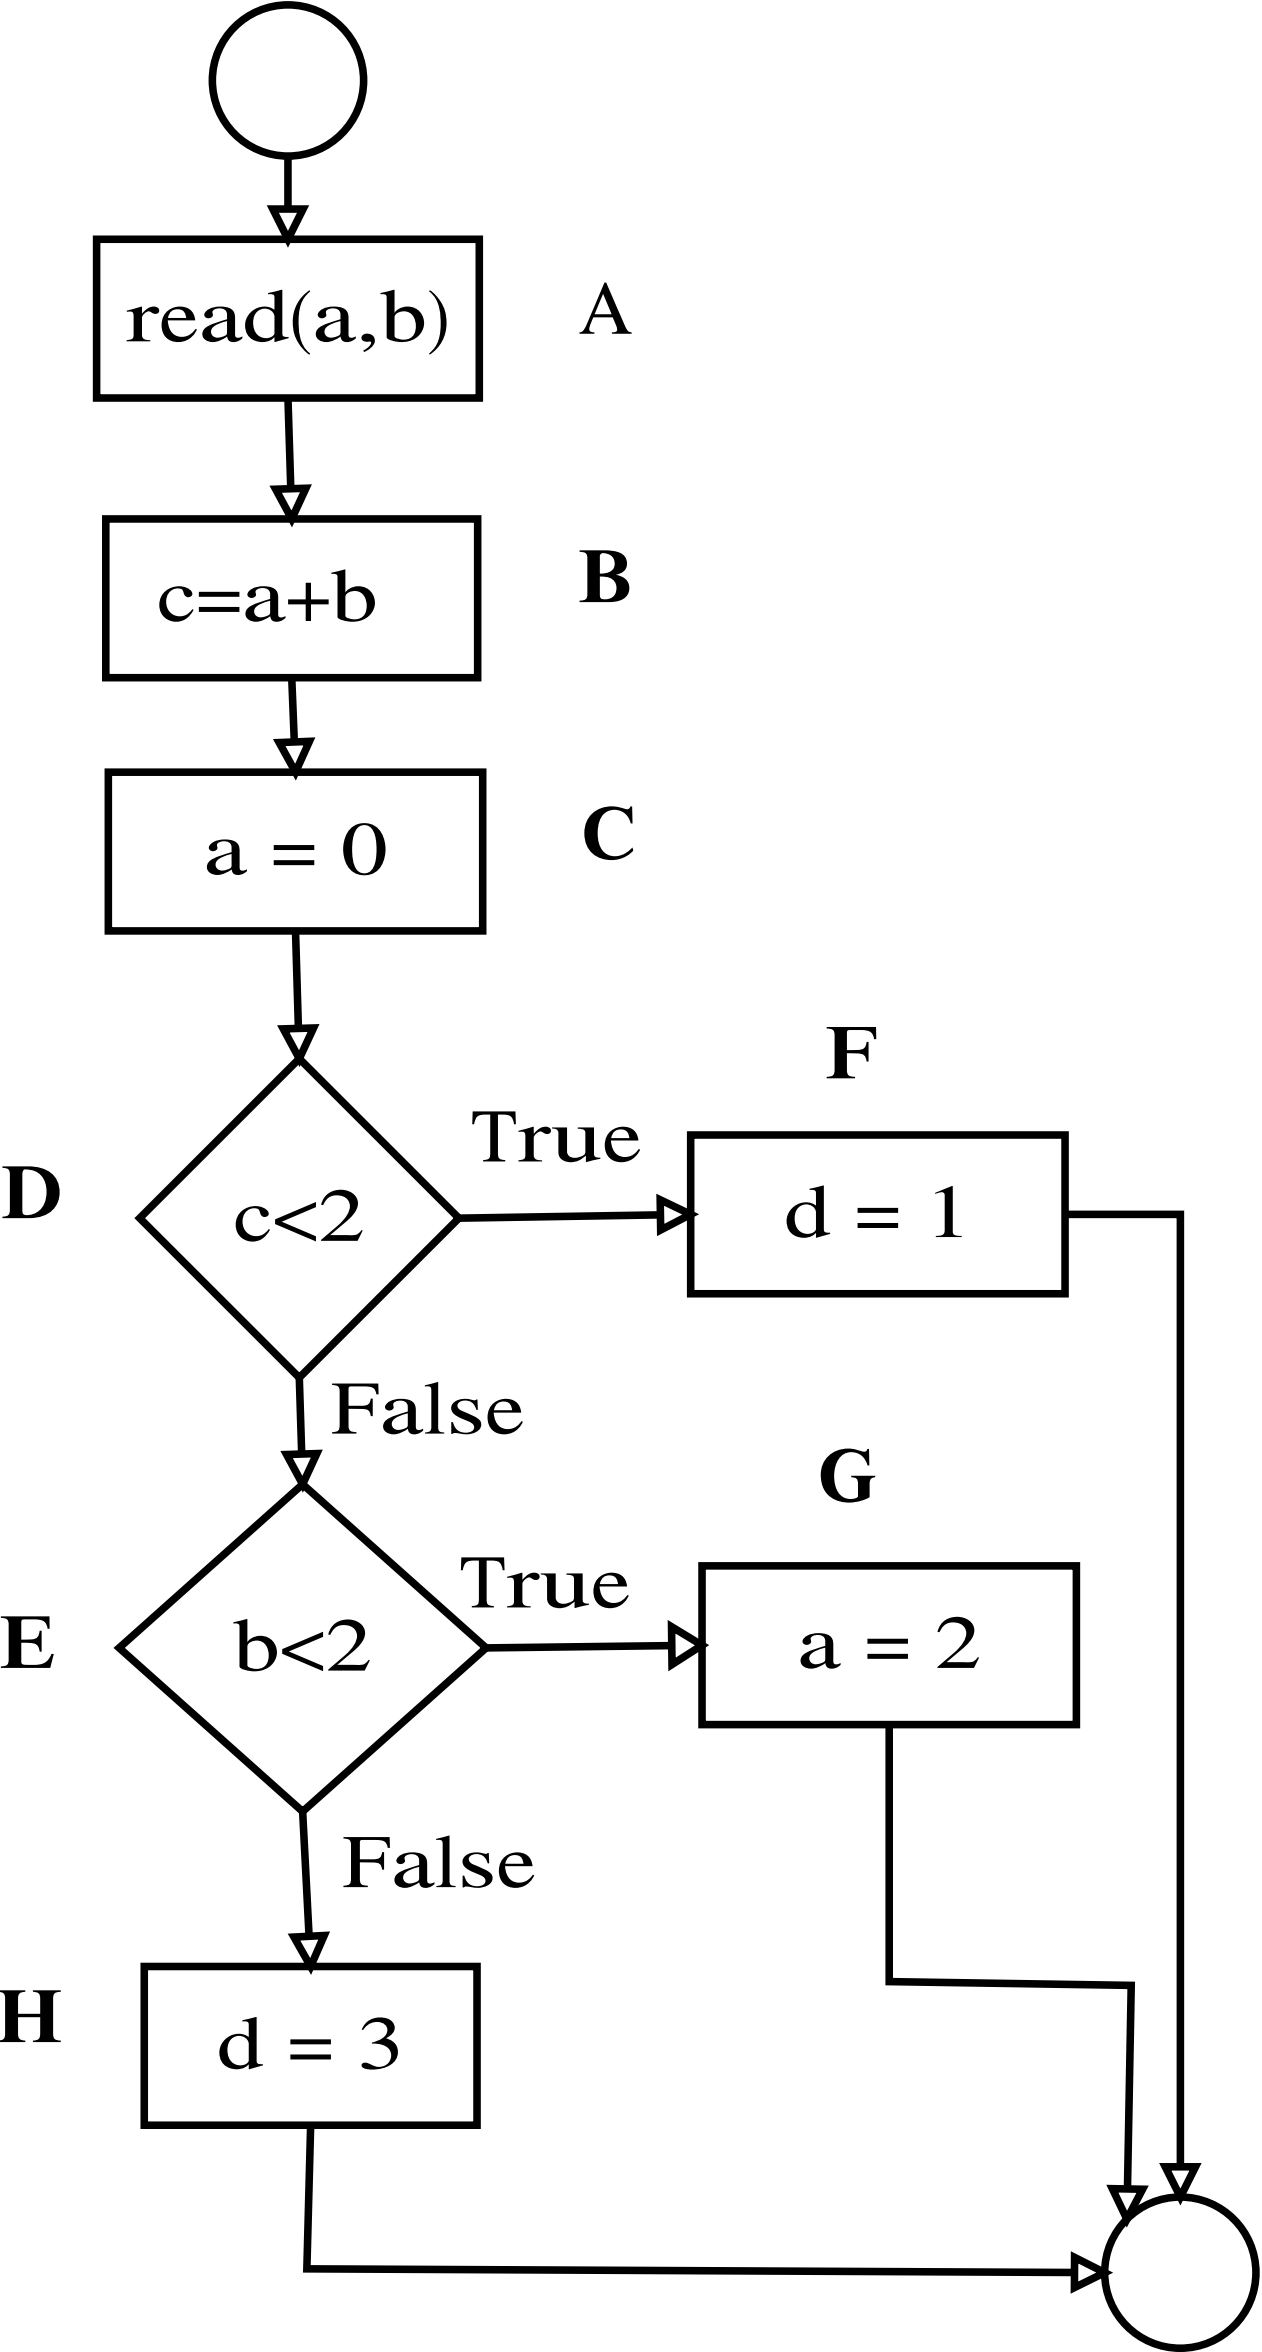 read(a,b)
A
c=a+b
B
a = 0
C
F
True
d = 1
D
c<2
False
G
True
a = 2
E
b<2
False
H
d = 3